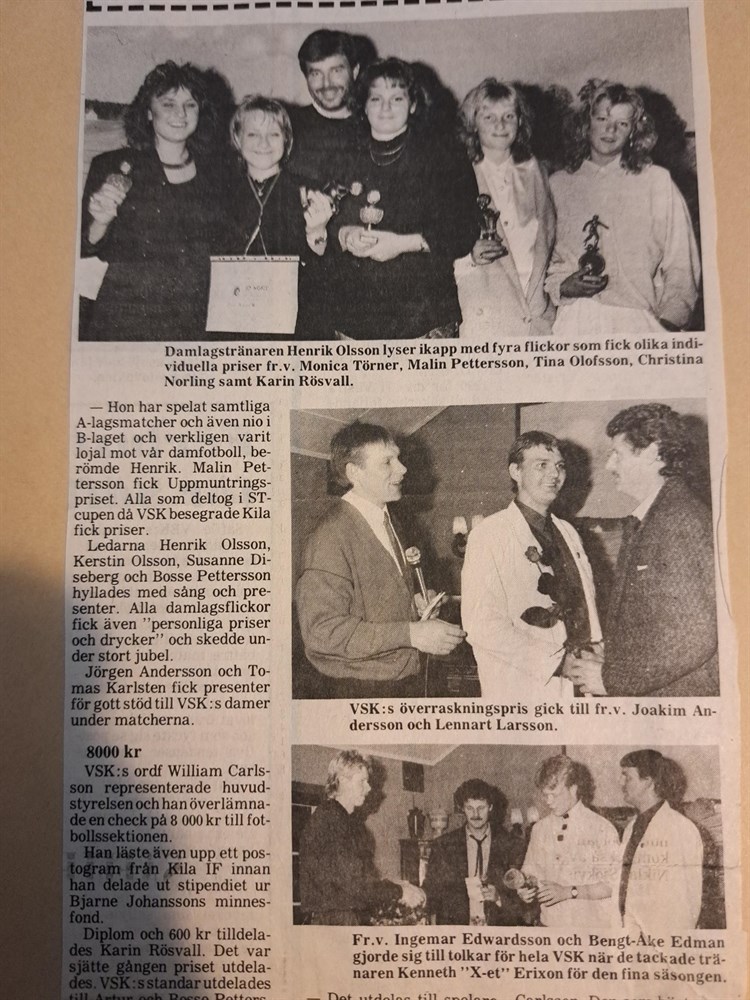 Damlagstränaren Henrik Olsson lyser ikapp med fyra flickor som fick olika indi-
viduella priser fr.v. Monica Törner, Malin Pettersson, Tina Olofsson, Christina
Norling samt Karin Rösvall.
— Hon har spelat samtliga
A-lagsmatcher och även nio i
B-laget och verkligen varit
lojal mot vår damfotboll, be-
römde Henrik. Malin Pet-
tersson fick Uppmuntrings-
priset. Alla som deltog i ST-
cupen då VSK besegrade Kila
fick priser.
Ledarna Henrik Olsson,
Kerstin Olsson, Susanne Di-
seberg och Bosse Pettersson
hyllades med sång och pre-
senter. Alla damlagsflickor
fick även "personliga priser
och drycker" och skedde un-
der stort jubel.
Jörgen Andersson och To-
mas Karlsten fick presenter
för gott stöd till VSK:s damer
under matcherna.
8000 kr
VSK:s ordf William Carls-
son representerade huvud-
styrelsen och han överlämna-
de en check på 8 000 kr till fot-
bollssektionen.
Han läste även upp ett pos-
togram från Kila IF innan
han delade ut stipendiet ur
Bjarne Johanssons minnes-
fond.
Diplom och 600 kr tilldela-
des Karin Rösvall. Det var
sjätte gången priset utdela-
des. VSK:s standar utdelades
till Artur och Bosse Petters-
VSK:s överraskningspris gick till fr.v. Joakim An-
dersson och Lennart Larsson.
Fr.v. Ingemar Edwardsson och Bengt-Åke Edman
gjorde sig till tolkar för hela VSK när de tackade trä-
naren Kenneth "X-et" Erixon för den fina säsongen.
— Det utdelas till spelare